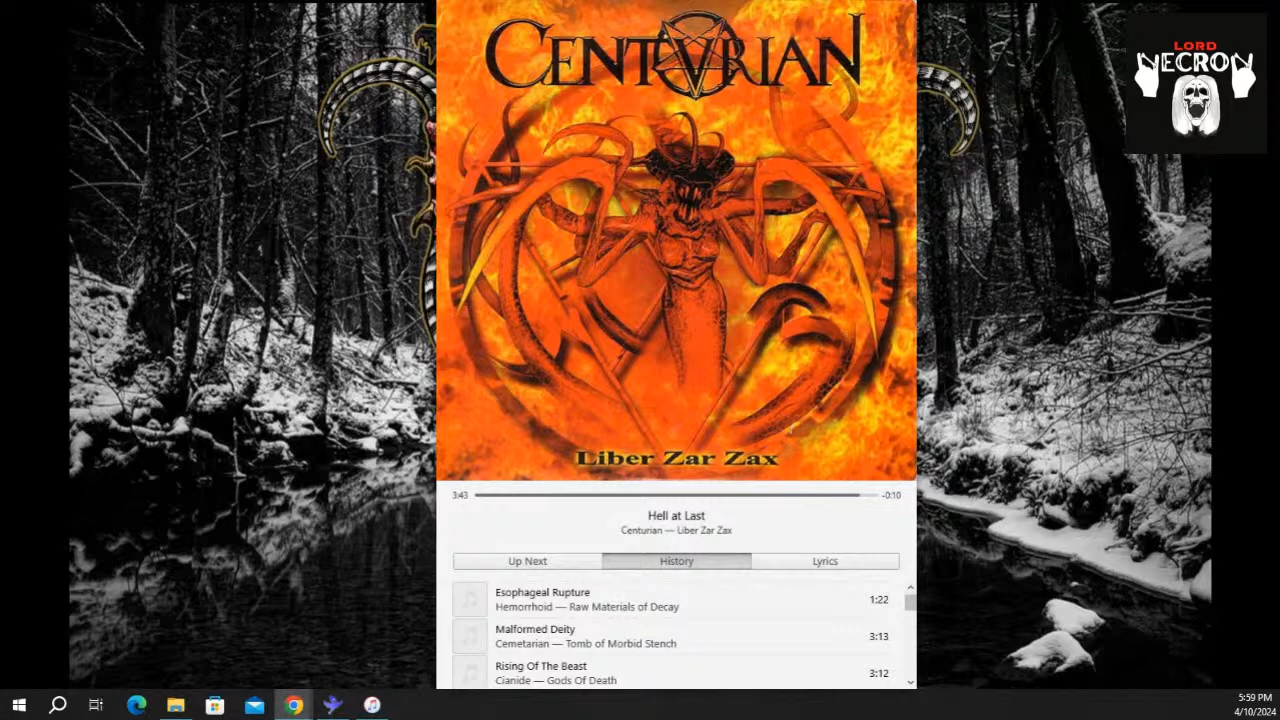 CENTURIAN
LORD
NECRON
Liber Zar Zax
3:43
-0:10
Hell at Last
Centurian — Liber Zar Zax
Up Next
History
Lyrics
Esophageal Rupture
Hemorrhoid — Raw Materials of Decay
1:22
Malformed Deity
Cemetarian — Tomb of Morbid Stench
3:13
Rising Of The Beast
Cianide — Gods Of Death
3:12
5:59 PM
4/10/2024